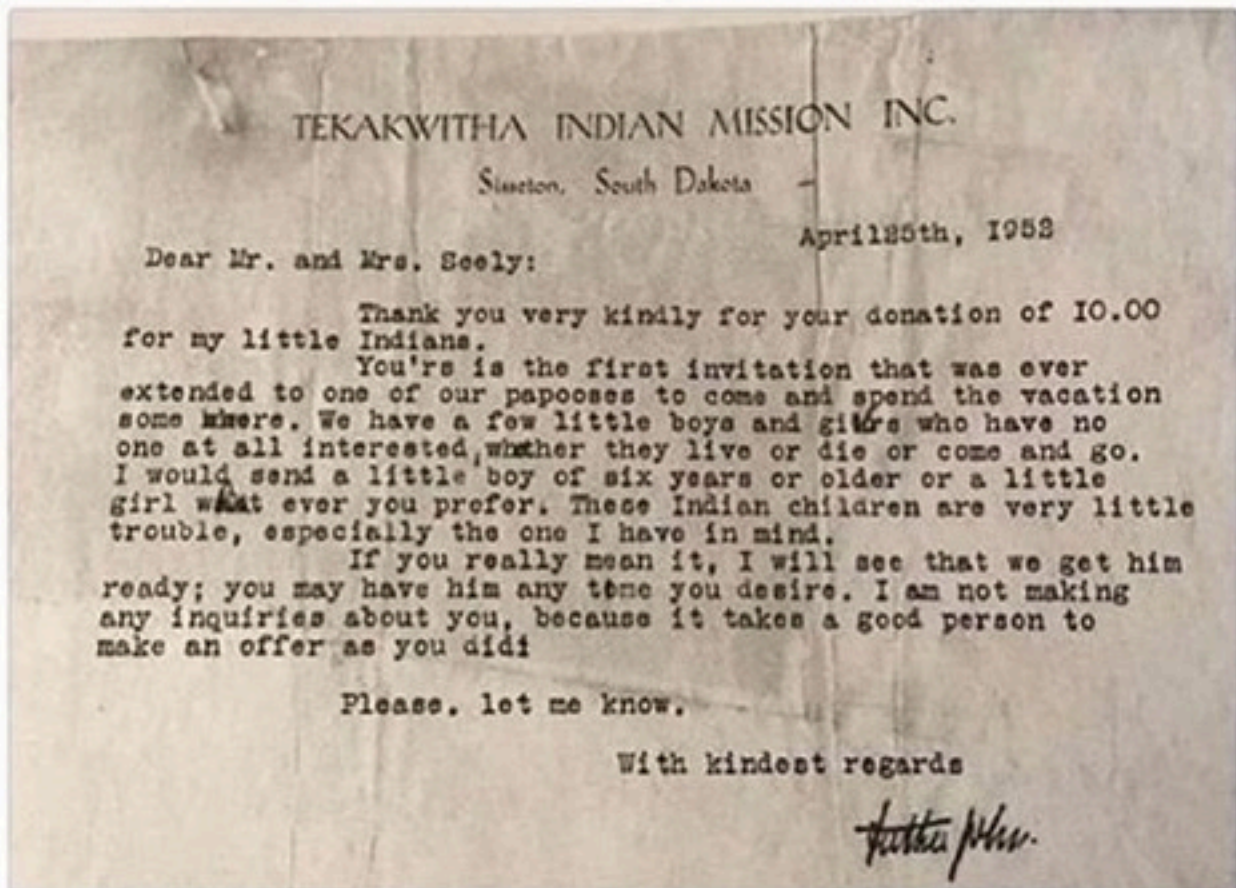 TEKAKWITHA INDIAN MISSION INC.
Sisseton, South Dakota -
April25th, I952
Dear Mr. and Mrs. Seely:
Thank you very kindly for your donation of I0.00
for my little Indians.
You're is the first invitation that was ever
extended to one of our papooses to come and spend the vacation
some where. We have a few little boys and who have no
one at all interested, whether they live or die or come and go.
I would send a little boy of six years or older or a little
girl what ever you prefer. These Indian children are very little
trouble, especially the one I have in mind.
If you really mean it, I will see that we get him
ready; you may have him any time you desire. I am not making
any inquiries about you, because it takes a good person to
make an offer as you did!
Please. let me know.
With kindest regards
Father John.